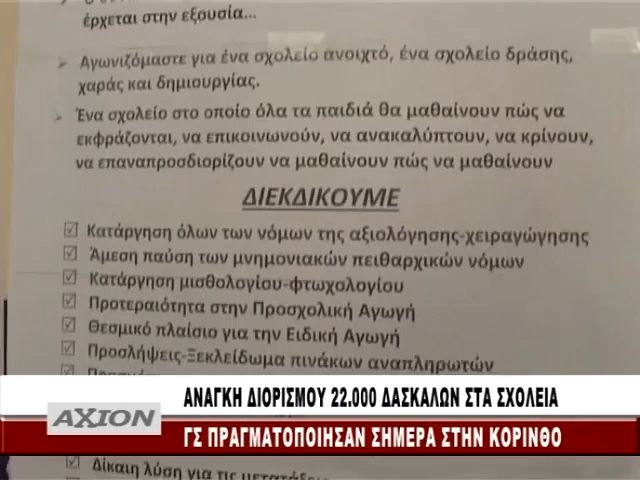 έρχεται στην εξουσία...
Αγωνιζόμαστε για ένα σχολείο ανοιχτό, ένα σχολείο δράσης,
χαράς και δημιουργίας.
Ένα σχολείο στο οποίο όλα τα παιδιά θα μαθαίνουν πώς να
εκφράζονται, να επικοινωνούν, να ανακαλύπτουν, να κρίνουν,
να επαναπροσδιορίζουν να μαθαίνουν πώς να μαθαίνουν
ΔΙΕΚΔΙΚΟΥΜΕ
Κατάργηση όλων των νόμων της αξιολόγησης-χειραγώγησης
Άμεση παύση των μνημονιακών πειθαρχικών νόμων
Κατάργηση μισθολογίου-φτωχολογίου
Προτεραιότητα στην Προσχολική Αγωγή
Θεσμικό πλαίσιο για την Ειδική Αγωγή
Προσλήψεις-Ξεκλείδωμα πινάκων αναπληρωτών
ΑΝΑΓΚΗ ΔΙΟΡΙΣΜΟΥ 22.000 ΔΑΣΚΑΛΩΝ ΣΤΑ ΣΧΟΛΕΙΑ
AXION
ΓΣ ΠΡΑΓΜΑΤΟΠΟΙΗΣΑΝ ΣΗΜΕΡΑ ΣΤΗΝ ΚΟΡΙΝΘΟ
Δίκαιη λύση για τις